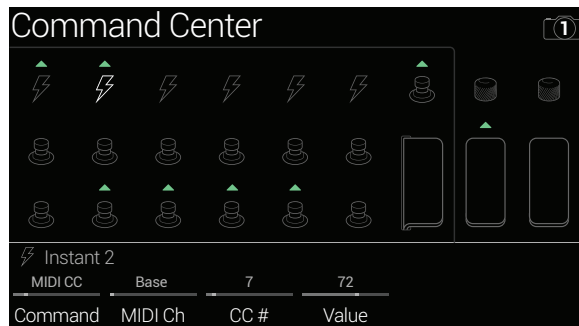 Command Center
1
Instant 2
MIDI CC Base 7 72
Command MIDI Ch CC # Value